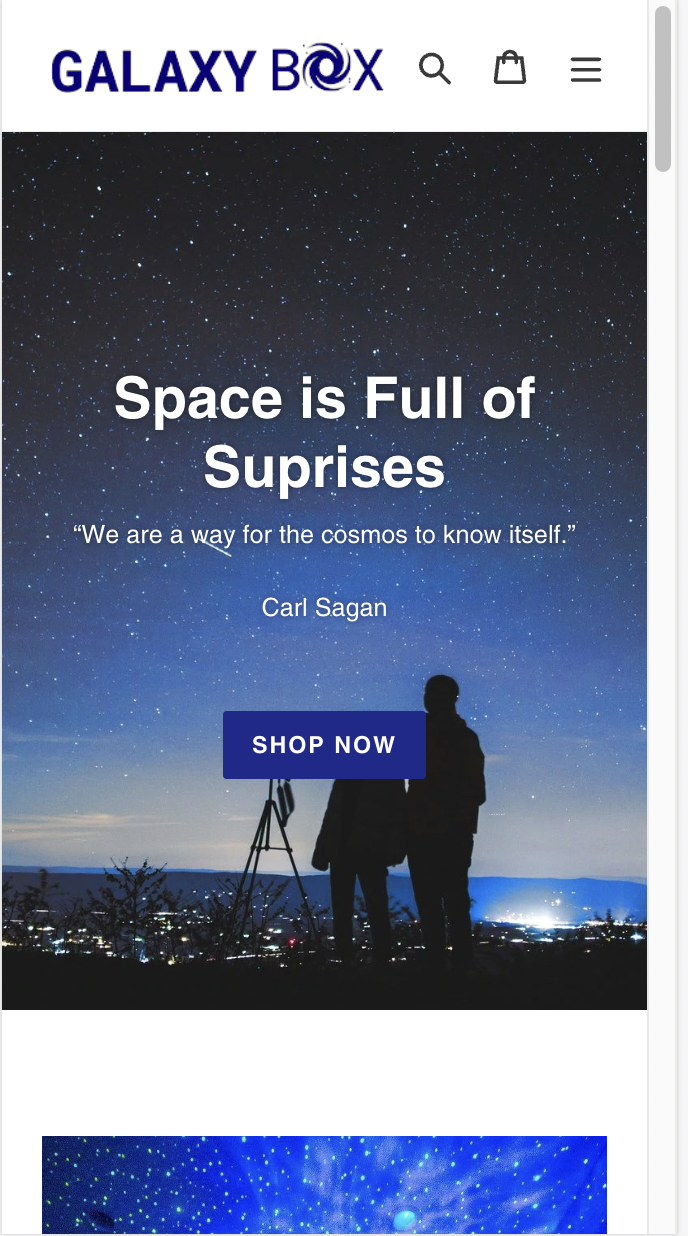 GALAXY BOX
Space is Full of
Suprises
“We are a way for the cosmos to know itself.”
Carl Sagan
SHOP NOW